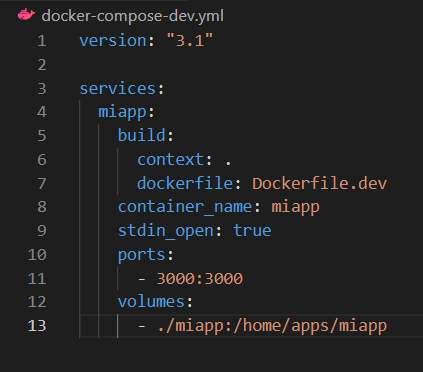 docker-compose-dev.yml
1 version: "3.1"
2
3 services:
4   miapp:
5     build:
6       context: .
7       dockerfile: Dockerfile.dev
8     container_name: miapp
9     stdin_open: true
10     ports:
11       - 3000:3000
12     volumes:
13       - ./miapp:/home/apps/miapp